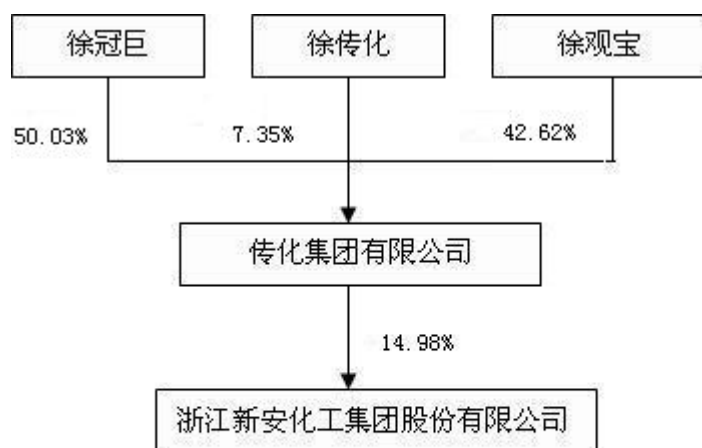 徐冠巨 徐传化 徐观宝
50.03% 7.35% 42.62%
传化集团有限公司
14.98%
浙江新安化工集团股份有限公司